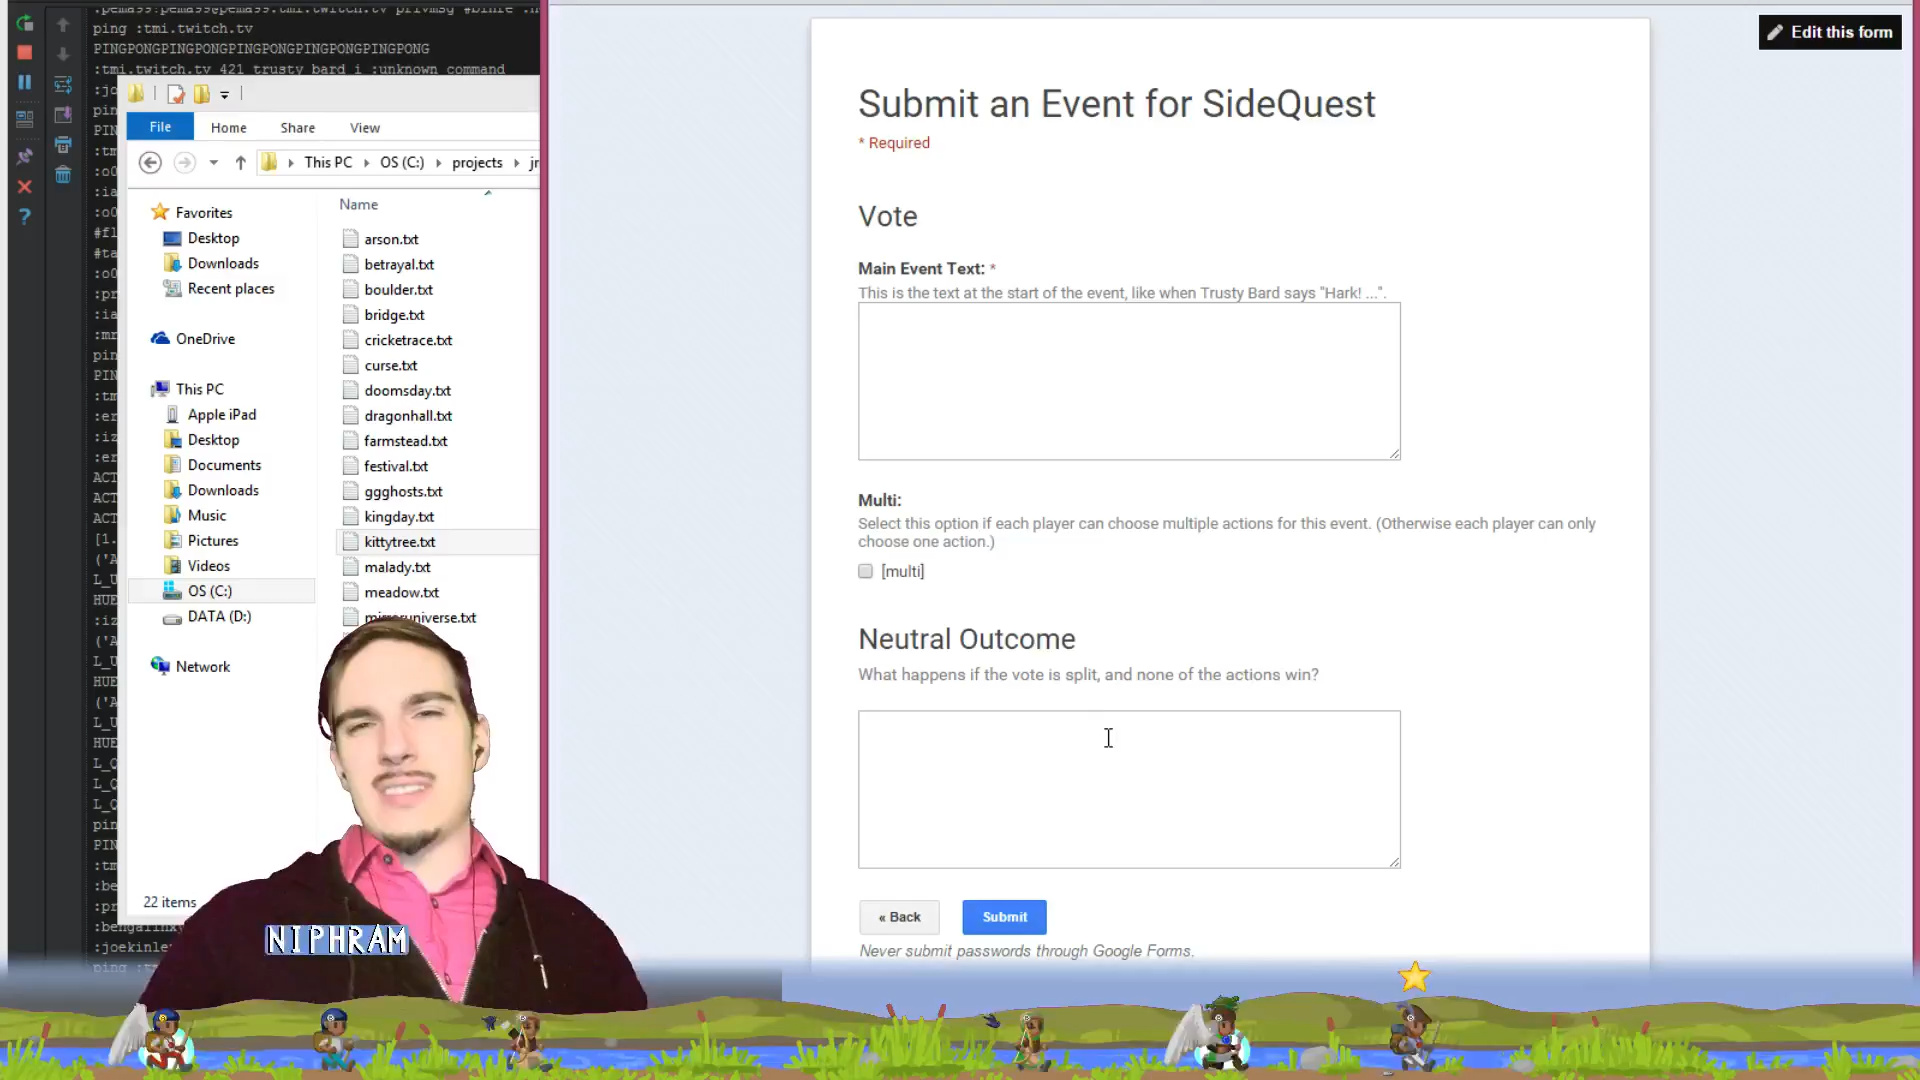 ping :tmi.twitch.tv
PINGPONGPINGPONGPINGPONGPINGPONGPINGPONG
:tmi.twitch.tv 421 trusty_bard i :unknown command
File
Home
Share
View
This PC
OS (C:)
projects
Name
Favorites
Desktop
Downloads
Recent places
OneDrive
This PC
Apple iPad
Desktop
Documents
Downloads
Music
Pictures
Videos
OS (C:)
DATA (D:)
Network
arson.txt
betrayal.txt
boulder.txt
bridge.txt
cricketrace.txt
curse.txt
doomsday.txt
dragonhall.txt
farmstead.txt
festival.txt
ggghosts.txt
kingday.txt
kittytree.txt
malady.txt
meadow.txt
mirroruniverse.txt
22 items
NIPHRAM
Edit this form
Submit an Event for SideQuest
* Required
Vote
Main Event Text: *
This is the text at the start of the event, like when Trusty Bard says "Hark! ...".
Multi:
Select this option if each player can choose multiple actions for this event. (Otherwise each player can only
choose one action.)
[multi]
Neutral Outcome
What happens if the vote is split, and none of the actions win?
« Back
Submit
Never submit passwords through Google Forms.